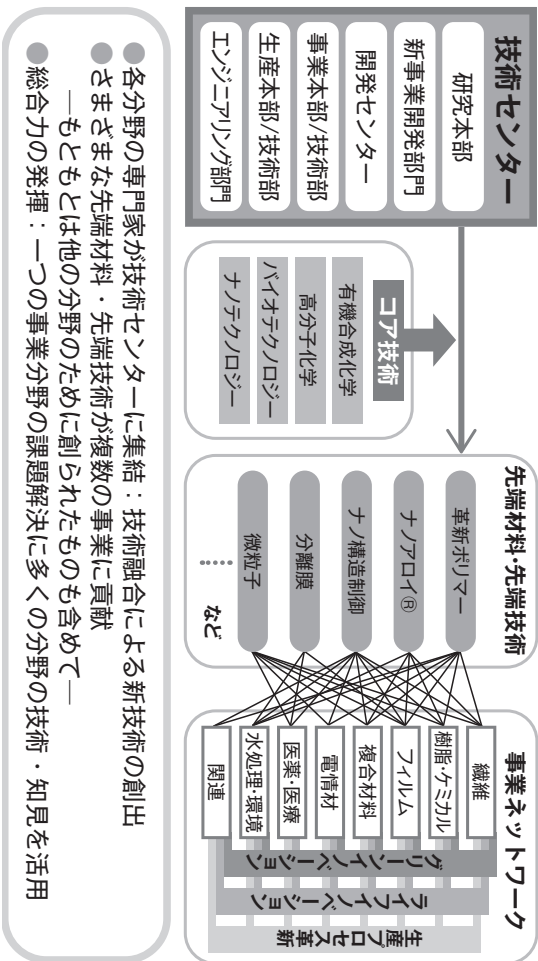 技術センター
研究本部
新事業開発部門
開発センター
事業本部/技術部
生産本部/技術部
エンジニアリング部門
コア技術
有機合成化学
高分子化学
バイオテクノロジー
ナノテクノロジー
先端材料・先端技術
革新ポリマー
ナノアロイ®
ナノ構造制御
分離膜
微粒子
など
事業ネットワーク
繊維
樹脂・ケミカル
フィルム
複合材料
電情材
医薬・医療
水処理・環境
関連
グリーンイノベーション
ライフイノベーション
生産プロセス革新
●各分野の専門家が技術センターに集結：技術融合による新技術の創出
●さまざまな先端材料・先端技術が複数の事業に貢献
―もともとは他の分野のために創られたものも含めて―
●総合力の発揮：一つの事業分野の課題解決に多くの分野の技術・知見を活用